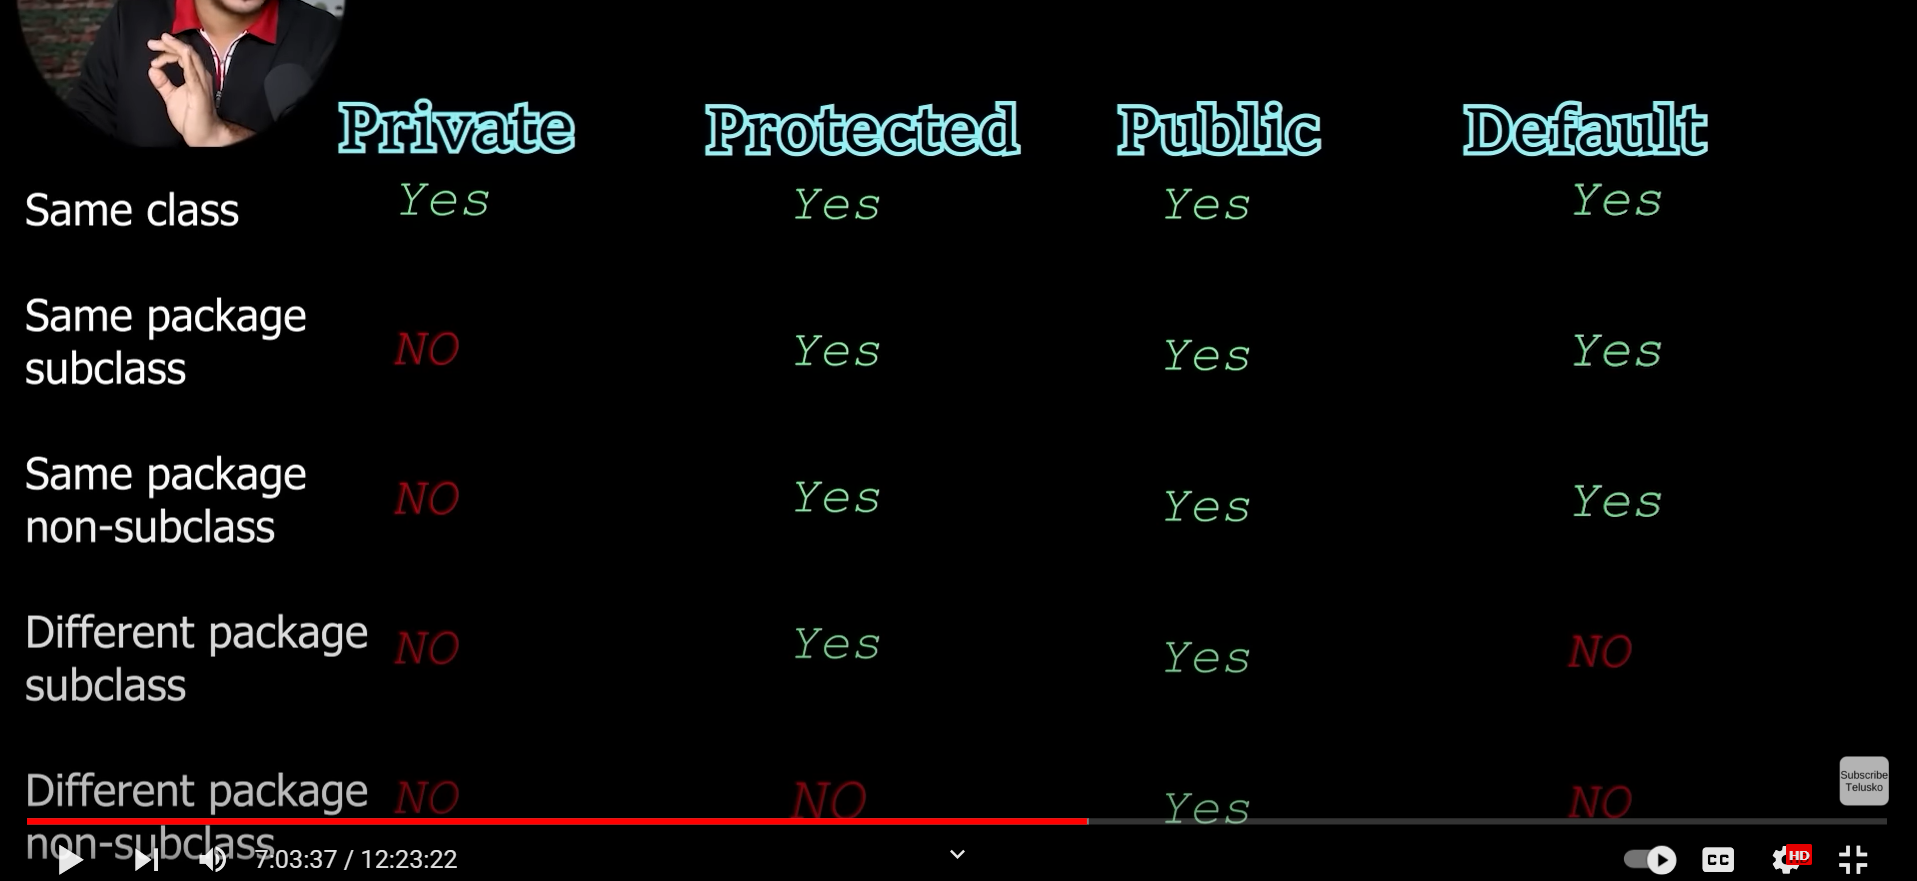 Private Protected Public Default
Same class Yes Yes Yes Yes
Same package
subclass
NO Yes Yes Yes
Same package
non-subclass
NO Yes Yes Yes
Different package
subclass
NO Yes Yes NO
Different package
non-subclass
NO NO Yes NO
Subscribe
Telusko
7:03:37 / 12:23:22
CC
HD